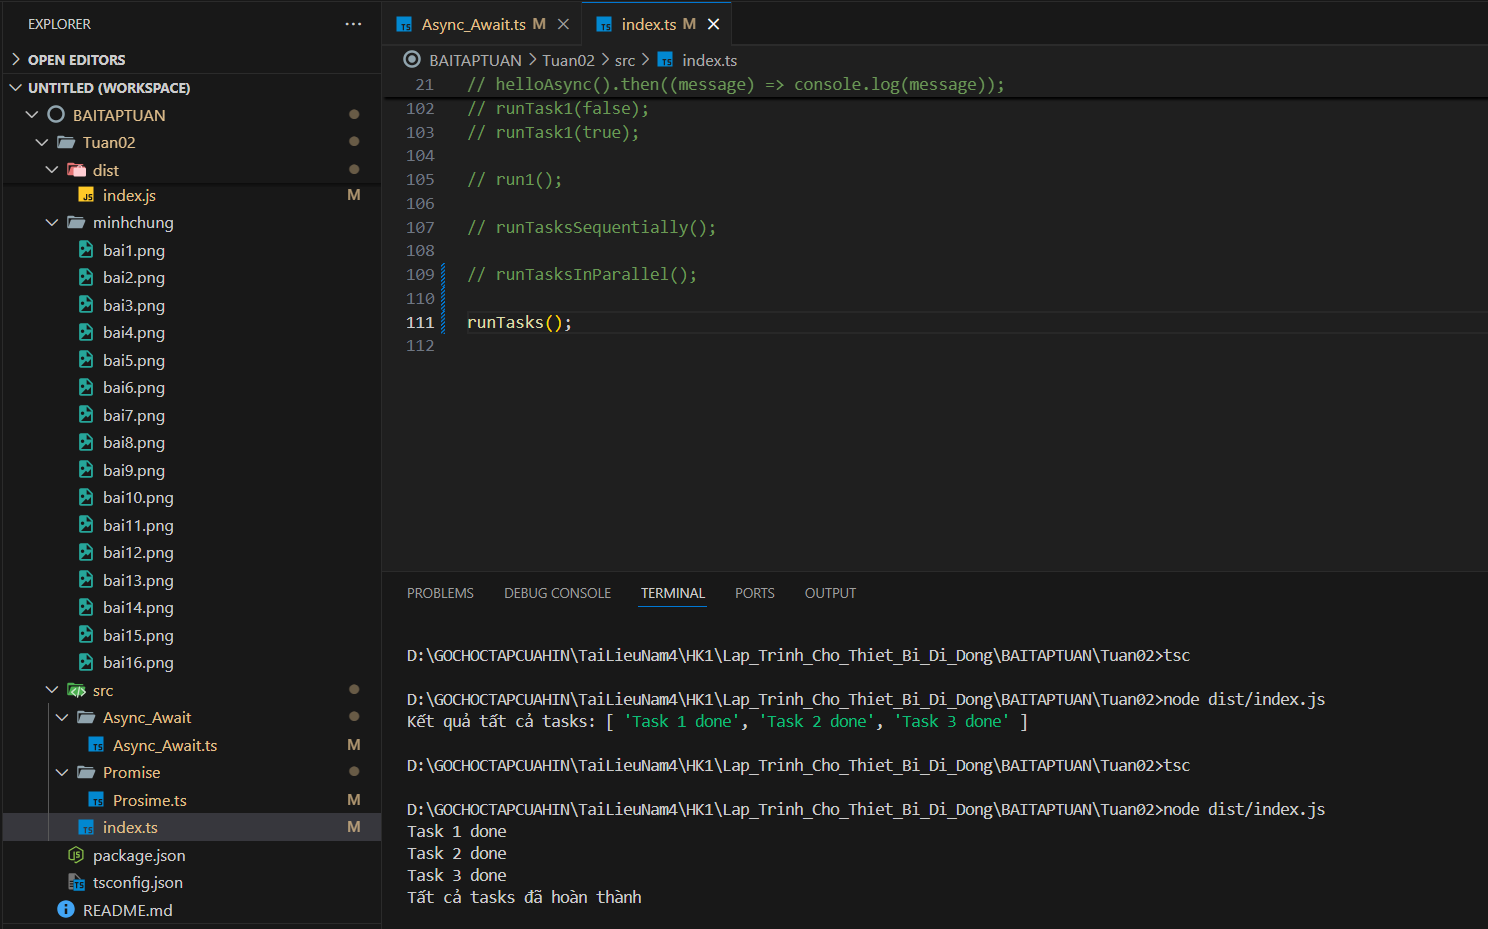 EXPLORER
OPEN EDITORS
UNTITLED (WORKSPACE)
BAITAPTUAN
Tuan02
dist
index.js M
minhchung
bai1.png
bai2.png
bai3.png
bai4.png
bai5.png
bai6.png
bai7.png
bai8.png
bai9.png
bai10.png
bai11.png
bai12.png
bai13.png
bai14.png
bai15.png
bai16.png
src
Async_Await
Async_Await.ts M
Promise
Prosime.ts M
index.ts M
package.json
tsconfig.json
README.md
Async_Await.ts M index.ts M
BAITAPTUAN > Tuan02 > src > index.ts
21 // helloAsync().then((message) => console.log(message));
102 // runTask1(false);
103 // runTask1(true);
104
105 // run1();
106
107 // runTasksSequentially();
108
109 // runTasksInParallel();
110
111 runTasks();
112
PROBLEMS DEBUG CONSOLE TERMINAL PORTS OUTPUT
D:\GOCHOCTAPCUAHIN\TaiLieuNam4\HK1\Lap_Trinh_Cho_Thiet_Bi_Di_Dong\BAITAPTUAN\Tuan02>tsc
D:\GOCHOCTAPCUAHIN\TaiLieuNam4\HK1\Lap_Trinh_Cho_Thiet_Bi_Di_Dong\BAITAPTUAN\Tuan02>node dist/index.js
Kết quả tất cả tasks: [ 'Task 1 done', 'Task 2 done', 'Task 3 done' ]
D:\GOCHOCTAPCUAHIN\TaiLieuNam4\HK1\Lap_Trinh_Cho_Thiet_Bi_Di_Dong\BAITAPTUAN\Tuan02>tsc
D:\GOCHOCTAPCUAHIN\TaiLieuNam4\HK1\Lap_Trinh_Cho_Thiet_Bi_Di_Dong\BAITAPTUAN\Tuan02>node dist/index.js
Task 1 done
Task 2 done
Task 3 done
Tất cả tasks đã hoàn thành